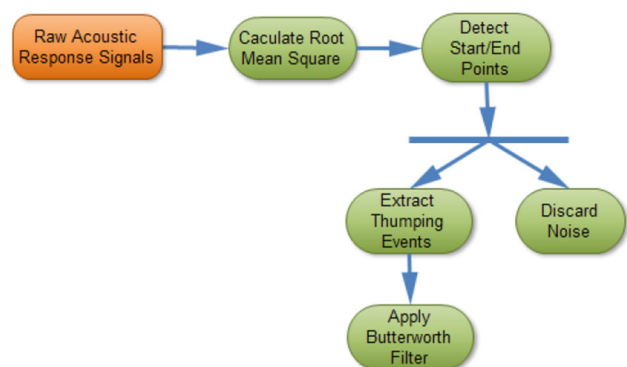 Raw Acoustic
Response Signals
Caculate Root
Mean Square
Detect
Start/End
Points
Extract
Thumping
Events
Discard
Noise
Apply
Butterworth
Filter